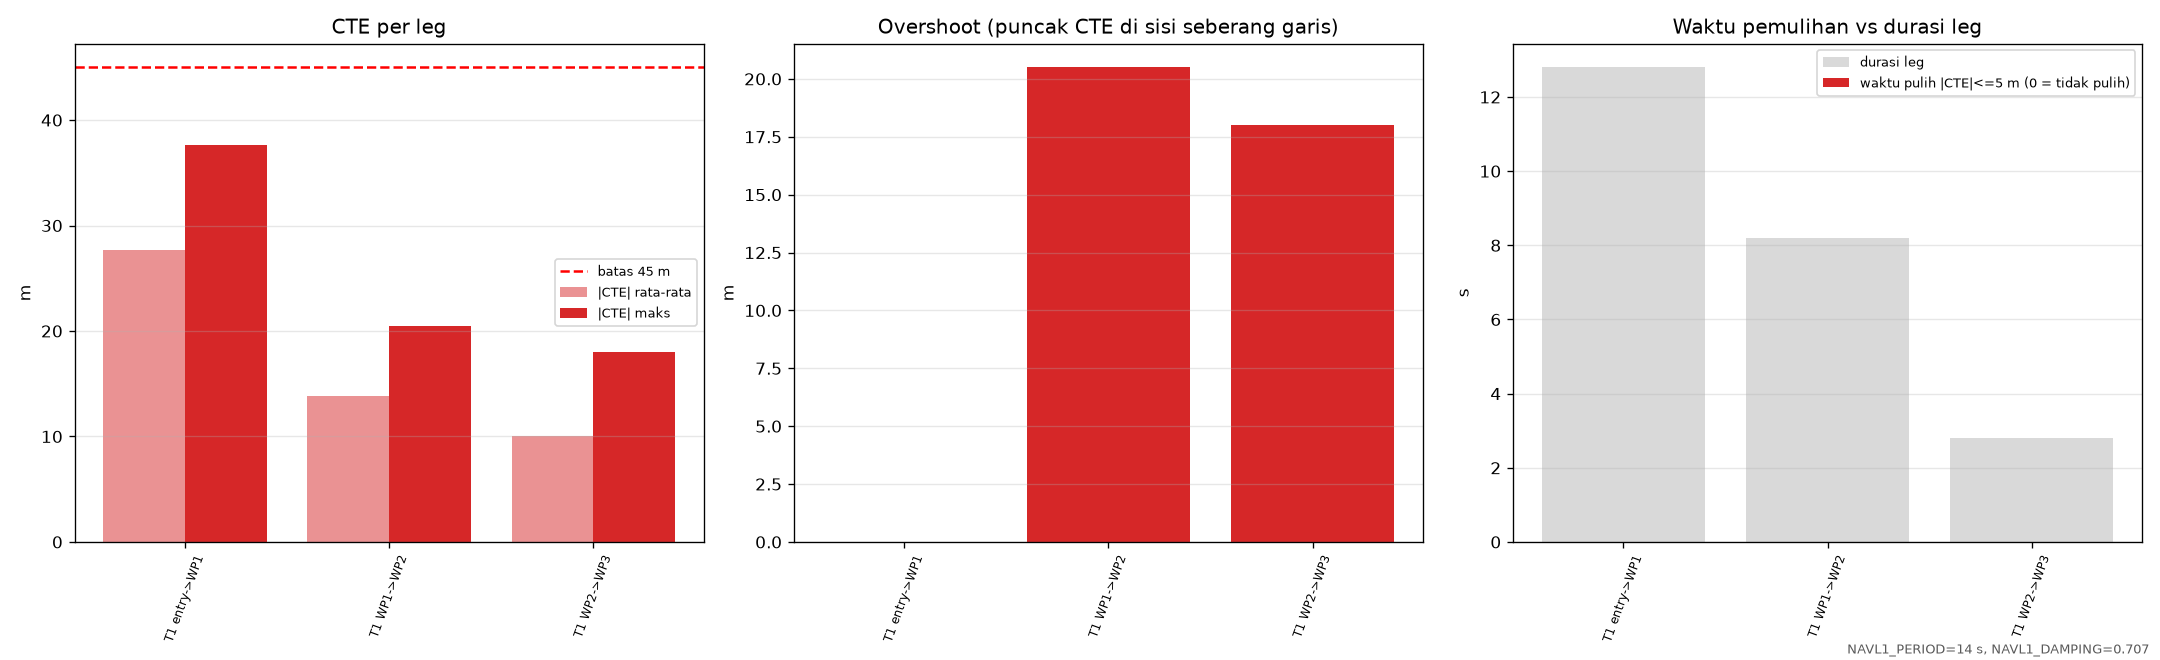 CTE per leg
m
40
30
20
10
0
batas 45 m
|CTE| rata-rata
|CTE| maks
T1 entry->WP1
T1 WP1->WP2
T1 WP2->WP3
Overshoot (puncak CTE di sisi seberang garis)
m
20.0
17.5
15.0
12.5
10.0
7.5
5.0
2.5
0.0
T1 entry->WP1
T1 WP1->WP2
T1 WP2->WP3
Waktu pemulihan vs durasi leg
s
12
10
8
6
4
2
0
durasi leg
waktu pulih |CTE|<=5 m (0 = tidak pulih)
T1 entry->WP1
T1 WP1->WP2
T1 WP2->WP3
NAVL1_PERIOD=14 s, NAVL1_DAMPING=0.707